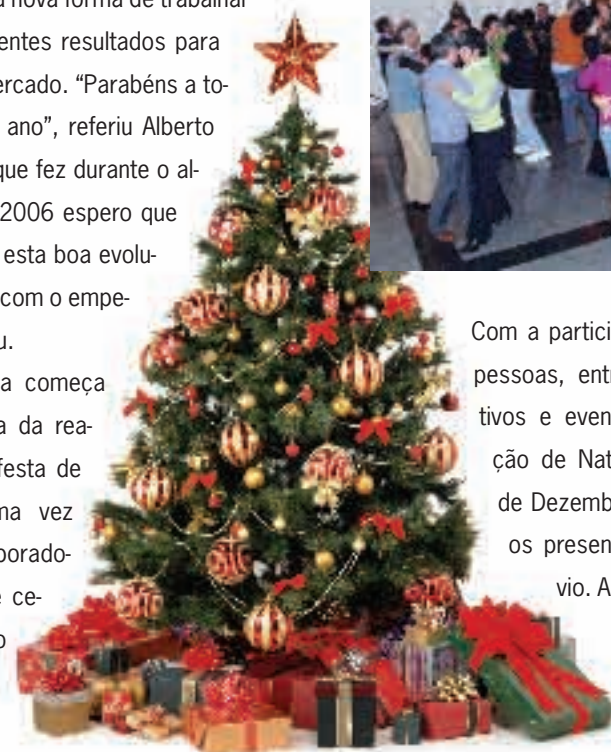 nova forma de trabalhar
entes resultados para
ercado. “Parabéns a to-
ano”, referiu Alberto
que fez durante o al-
2006 espero que
esta boa evolu-
com o empe-
u.
a começa
a da rea-
festa de
ma vez
borado-
e ce-
o
Com a partici
pessoas, entr
tivos e even
ção de Nat
de Dezemb
os presen
vio. A